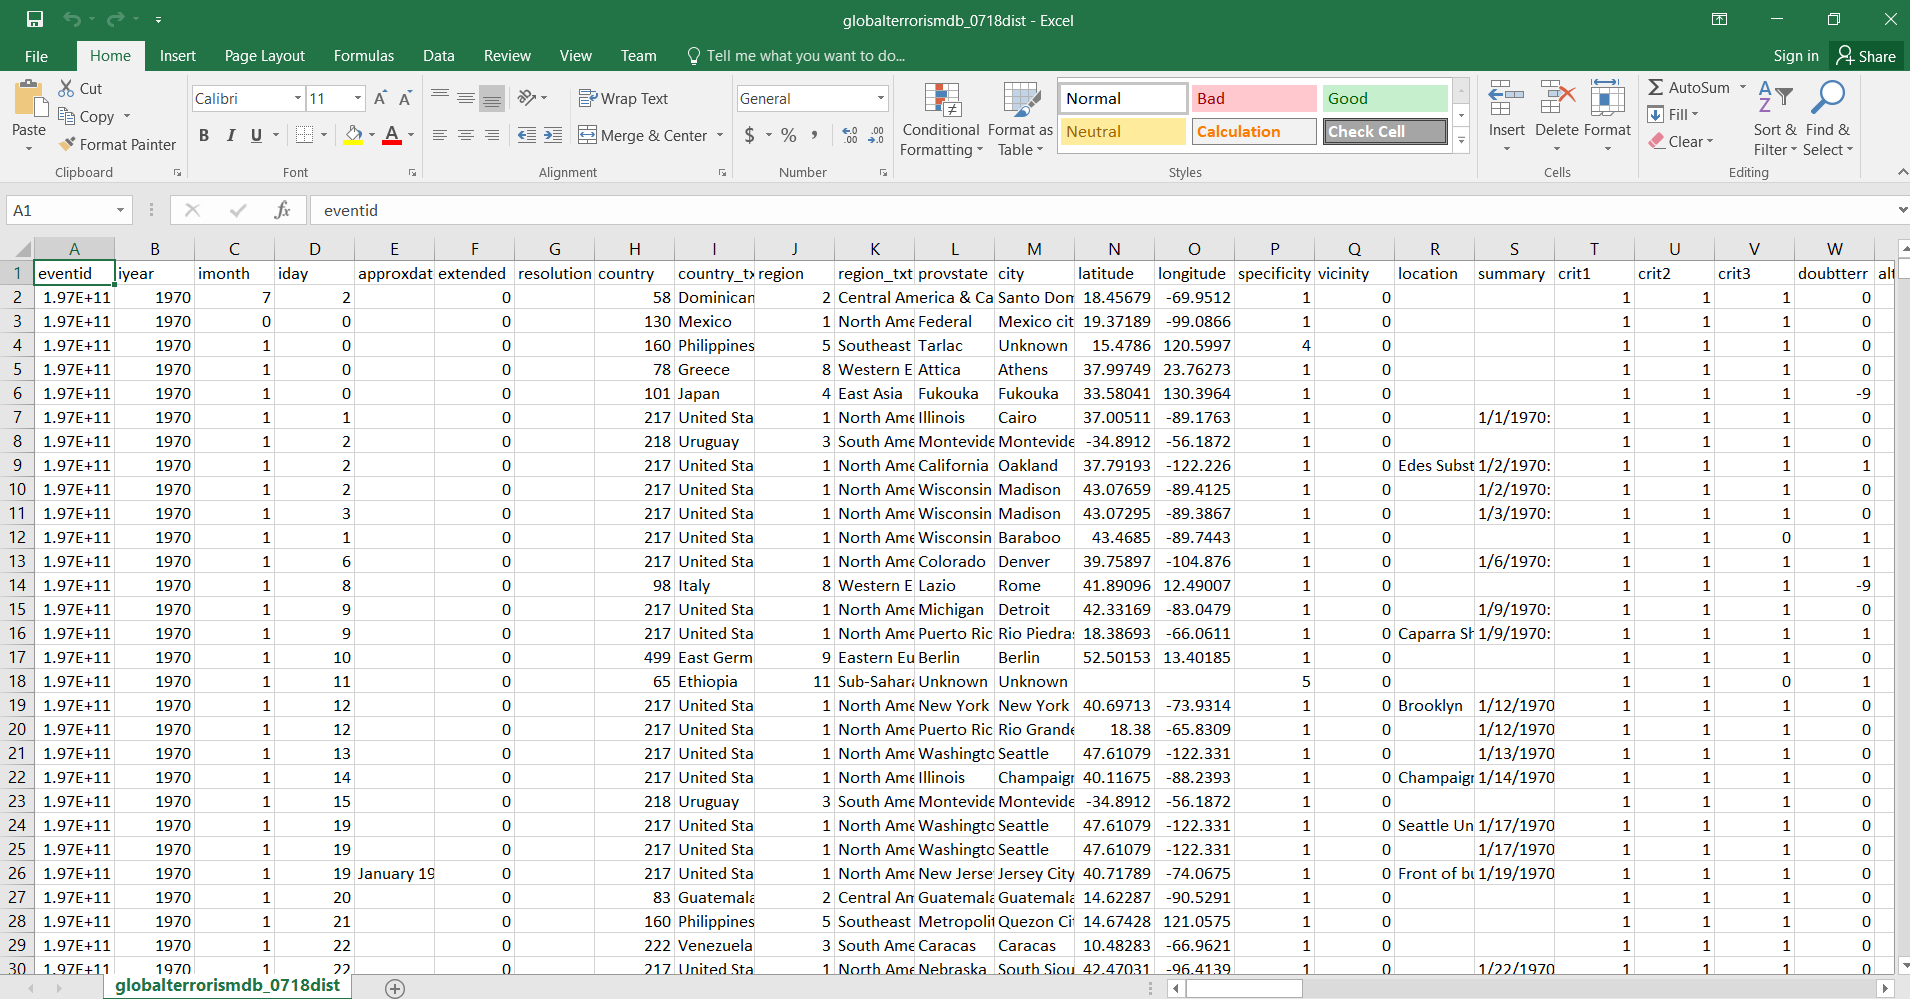 globalterrorismdb_0718dist - Excel
File Home Insert Page Layout Formulas Data Review View Team Tell me what you want to do... Sign in Share
Paste Cut Copy Format Painter Clipboard
Calibri 11 A A B I U A Font
Wrap Text Merge & Center Alignment
General $ % , Number
Conditional Formatting Format as Table
Normal Bad Good
Neutral Calculation Check Cell
Styles
Insert Delete Format Cells
AutoSum Fill Clear Sort & Filter Find & Select Editing
A1 fx eventid
A B C D E F G H I J K L M N O P Q R S T U V W
1 eventid iyear imonth iday approxdat extended resolution country country_tx region region_txt provstate city latitude longitude specificity vicinity location summary crit1 crit2 crit3 doubtterr alt
2 1.97E+11 1970 7 2 0 58 Dominican 2 Central America & Ca Santo Dom 18.45679 -69.9512 1 0 1 1 1 0
3 1.97E+11 1970 0 0 0 130 Mexico 1 North Ame Federal Mexico cit 19.37189 -99.0866 1 0 1 1 1 0
4 1.97E+11 1970 1 0 0 160 Philippines 5 Southeast Tarlac Unknown 15.4786 120.5997 4 0 1 1 1 0
5 1.97E+11 1970 1 0 0 78 Greece 8 Western E Attica Athens 37.99749 23.76273 1 0 1 1 1 0
6 1.97E+11 1970 1 0 0 101 Japan 4 East Asia Fukouka Fukouka 33.58041 130.3964 1 0 1 1 1 -9
7 1.97E+11 1970 1 1 0 217 United Sta 1 North Ame Illinois Cairo 37.00511 -89.1763 1 0 1/1/1970: 1 1 1 0
8 1.97E+11 1970 1 2 0 218 Uruguay 3 South Ame Montevide Montevide -34.8912 -56.1872 1 0 1 1 1 0
9 1.97E+11 1970 1 2 0 217 United Sta 1 North Ame California Oakland 37.79193 -122.226 1 0 Edes Subst 1/2/1970: 1 1 1 1
10 1.97E+11 1970 1 2 0 217 United Sta 1 North Ame Wisconsin Madison 43.07659 -89.4125 1 0 1/2/1970: 1 1 1 0
11 1.97E+11 1970 1 3 0 217 United Sta 1 North Ame Wisconsin Madison 43.07295 -89.3867 1 0 1/3/1970: 1 1 1 0
12 1.97E+11 1970 1 1 0 217 United Sta 1 North Ame Wisconsin Baraboo 43.4685 -89.7443 1 0 1 1 0 1
13 1.97E+11 1970 1 6 0 217 United Sta 1 North Ame Colorado Denver 39.75897 -104.876 1 0 1/6/1970: 1 1 1 1
14 1.97E+11 1970 1 8 0 98 Italy 8 Western E Lazio Rome 41.89096 12.49007 1 0 1 1 1 -9
15 1.97E+11 1970 1 9 0 217 United Sta 1 North Ame Michigan Detroit 42.33169 -83.0479 1 0 1/9/1970: 1 1 1 0
16 1.97E+11 1970 1 9 0 217 United Sta 1 North Ame Puerto Ric Rio Piedra: 18.38693 -66.0611 1 0 Caparra Sh 1/9/1970: 1 1 1 1
17 1.97E+11 1970 1 10 0 499 East Germ 9 Eastern Eu Berlin Berlin 52.50153 13.40185 1 0 1 1 1 0
18 1.97E+11 1970 1 11 0 65 Ethiopia 11 Sub-Sahara Unknown Unknown 5 0 1 1 0 1
19 1.97E+11 1970 1 12 0 217 United Sta 1 North Ame New York New York 40.69713 -73.9314 1 0 Brooklyn 1/12/1970 1 1 1 0
20 1.97E+11 1970 1 12 0 217 United Sta 1 North Ame Puerto Ric Rio Grande 18.38 -65.8309 1 0 1/12/1970 1 1 1 0
21 1.97E+11 1970 1 13 0 217 United Sta 1 North Ame Washingto Seattle 47.61079 -122.331 1 0 1/13/1970 1 1 1 0
22 1.97E+11 1970 1 14 0 217 United Sta 1 North Ame Illinois Champaign 40.11675 -88.2393 1 0 Champaign 1/14/1970 1 1 1 0
23 1.97E+11 1970 1 15 0 218 Uruguay 3 South Ame Montevide Montevide -34.8912 -56.1872 1 0 1 1 1 0
24 1.97E+11 1970 1 19 0 217 United Sta 1 North Ame Washingto Seattle 47.61079 -122.331 1 0 Seattle Un 1/17/1970 1 1 1 0
25 1.97E+11 1970 1 19 0 217 United Sta 1 North Ame Washingto Seattle 47.61079 -122.331 1 0 1/17/1970 1 1 1 0
26 1.97E+11 1970 1 19 January 19 0 217 United Sta 1 North Ame New Jerse Jersey City 40.71789 -74.0675 1 0 Front of bu 1/19/1970 1 1 1 0
27 1.97E+11 1970 1 20 0 83 Guatemala 2 Central Am Guatemala Guatemala 14.62287 -90.5291 1 0 1 1 1 0
28 1.97E+11 1970 1 21 0 160 Philippines 5 Southeast Metropolit Quezon Ci 14.67428 121.0575 1 0 1 1 1 0
29 1.97E+11 1970 1 22 0 222 Venezuela 3 South Ame Caracas Caracas 10.48283 -66.9621 1 0 1 1 1 0
30 1.97E+11 1970 1 22 0 217 United Sta 1 North Ame Nebraska South Siou 42.47031 -96.4139 1 0 1/22/1970 1 1 1 0
globalterrorismdb_0718dist